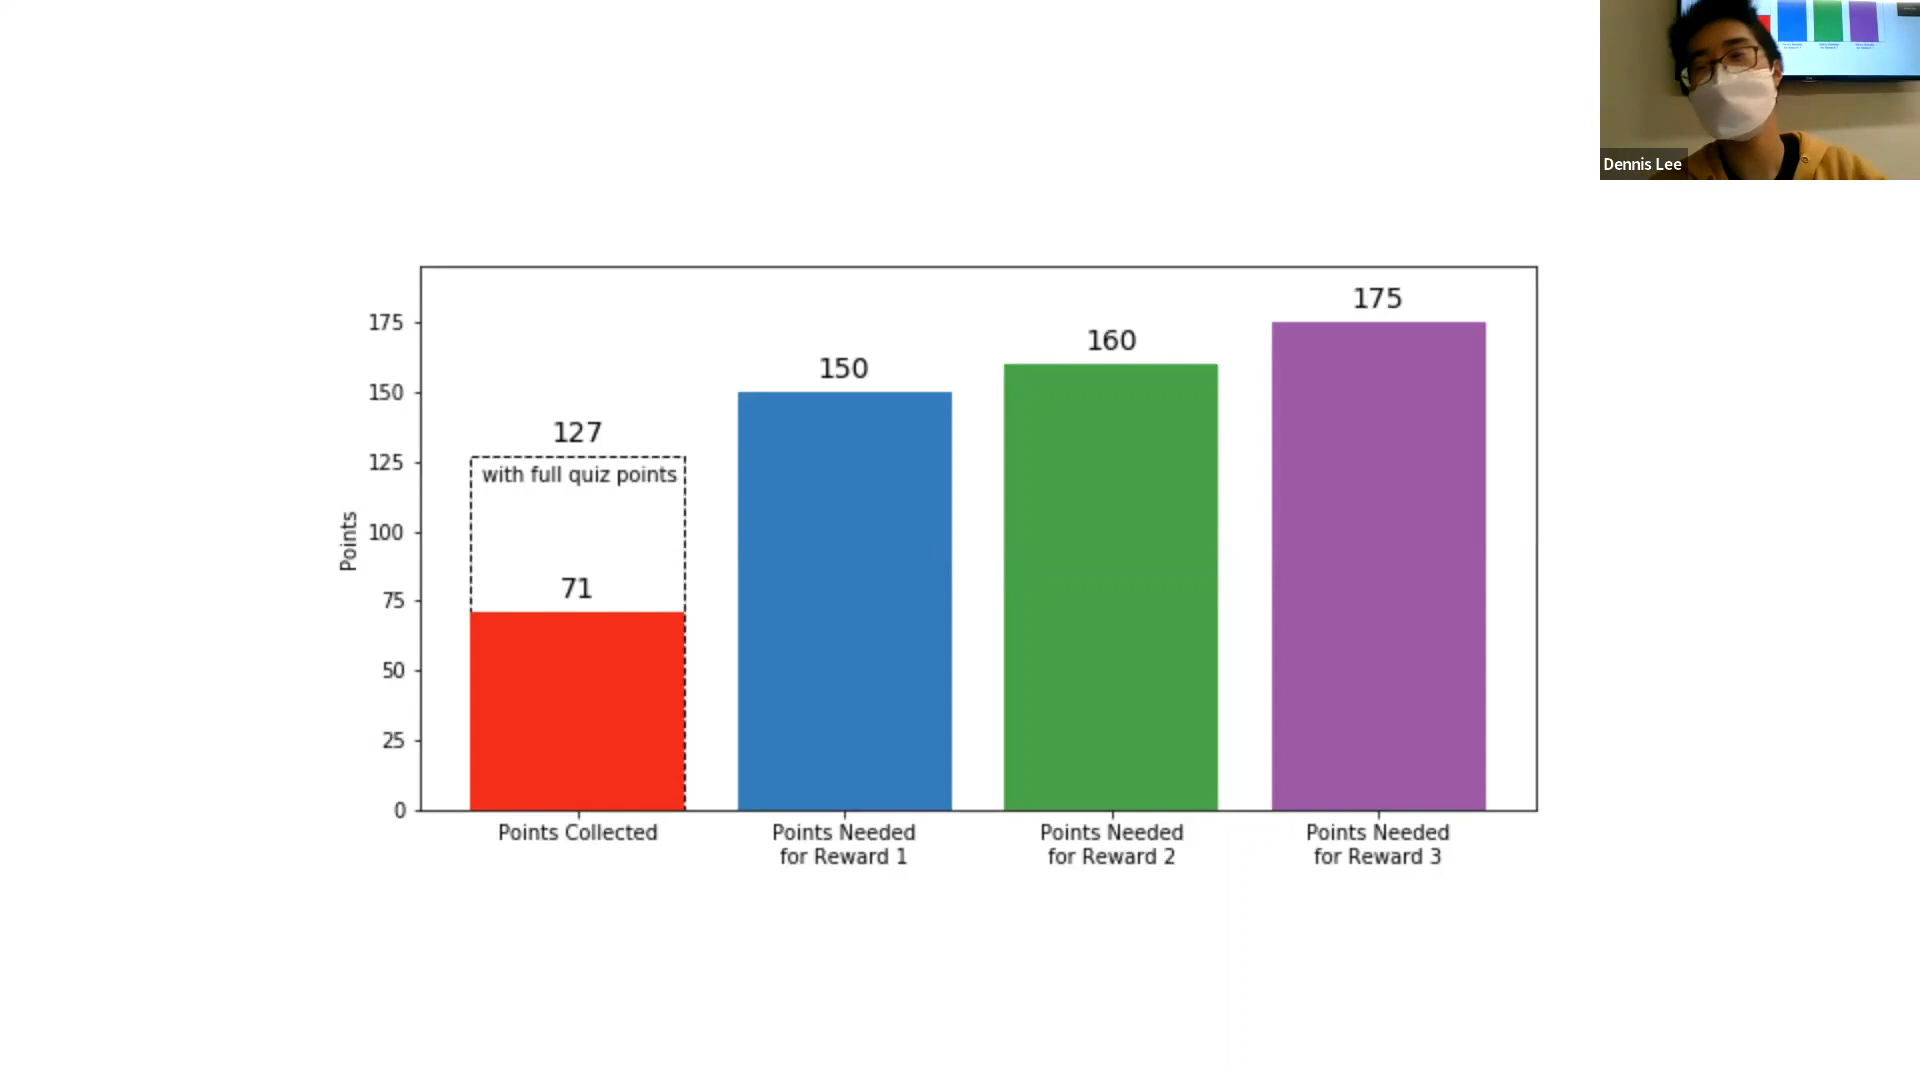 Dennis Lee
175
150
125
100
75
50
25
0
Points
127
with full quiz points
71
150
160
175
Points Collected
Points Needed
for Reward 1
Points Needed
for Reward 2
Points Needed
for Reward 3